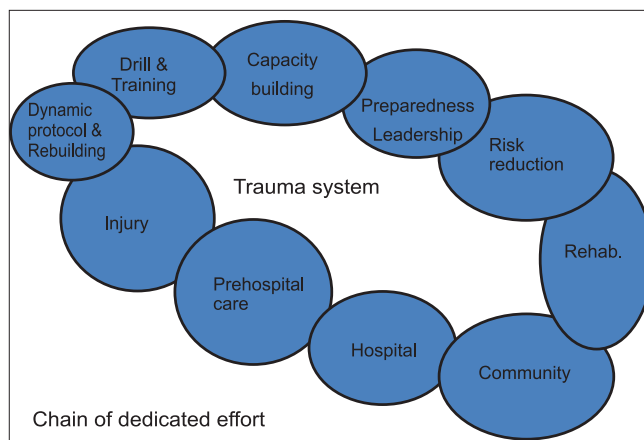 Drill &
Training
Capacity
building
Preparedness
Leadership
Dynamic
protocol &
Rebuilding
Risk
reduction
Trauma system
Injury
Rehab.
Prehospital
care
Hospital
Community
Chain of dedicated effort